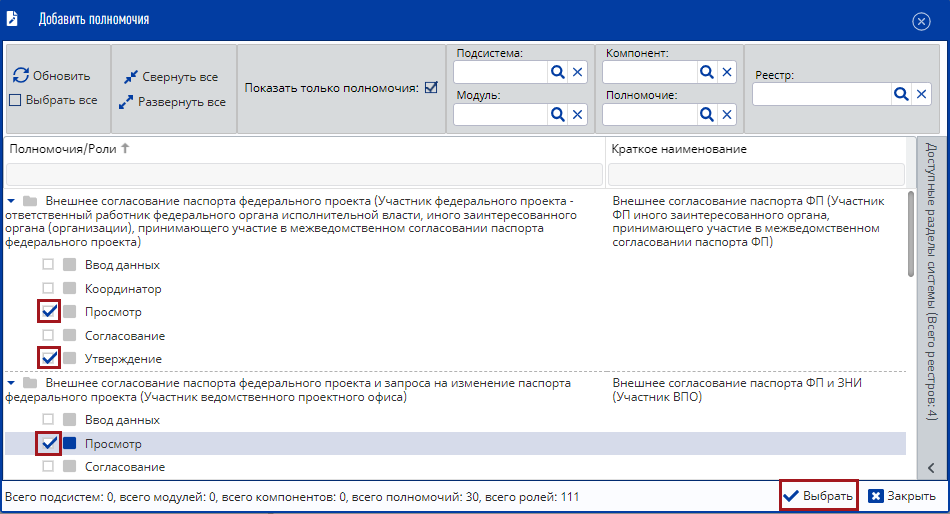 Добавить полномочия
Обновить
Выбрать все
Свернуть все
Развернуть все
Показать только полномочия:
Подсистема:
Модуль:
Компонент:
Полномочие:
Реестр:
Полномочия/Роли
Краткое наименование
Внешнее согласование паспорта федерального проекта (Участник федерального проекта -
ответственный работник федерального органа исполнительной власти, иного заинтересованного
органа (организации), принимающего участие в межведомственном согласовании паспорта
федерального проекта)
Внешнее согласование паспорта ФП (Участник
ФП иного заинтересованного органа,
принимающего участие в межведомственном
согласовании паспорта ФП)
Ввод данных
Координатор
Просмотр
Согласование
Утверждение
Внешнее согласование паспорта федерального проекта и запроса на изменение паспорта
федерального проекта (Участник ведомственного проектного офиса)
Внешнее согласование паспорта ФП и ЗНИ
(Участник ВПО)
Ввод данных
Просмотр
Согласование
Доступные разделы системы (Всего реестров: 4)
Всего подсистем: 0, всего модулей: 0, всего компонентов: 0, всего полномочий: 30, всего ролей: 111
Выбрать
Закрыть